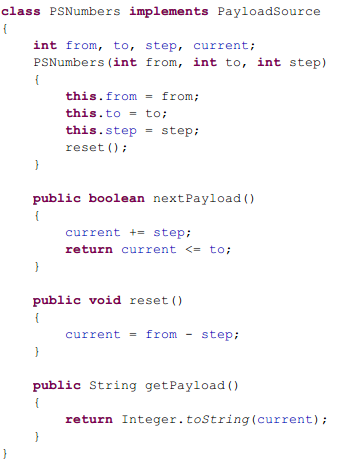 class PSNumbers implements PayloadSource
{
    int from, to, step, current;
    PSNumbers(int from, int to, int step)
    {
        this.from = from;
        this.to = to;
        this.step = step;
        reset();
    }

    public boolean nextPayload()
    {
        current += step;
        return current <= to;
    }

    public void reset()
    {
        current = from - step;
    }

    public String getPayload()
    {
        return Integer.toString(current);
    }
}